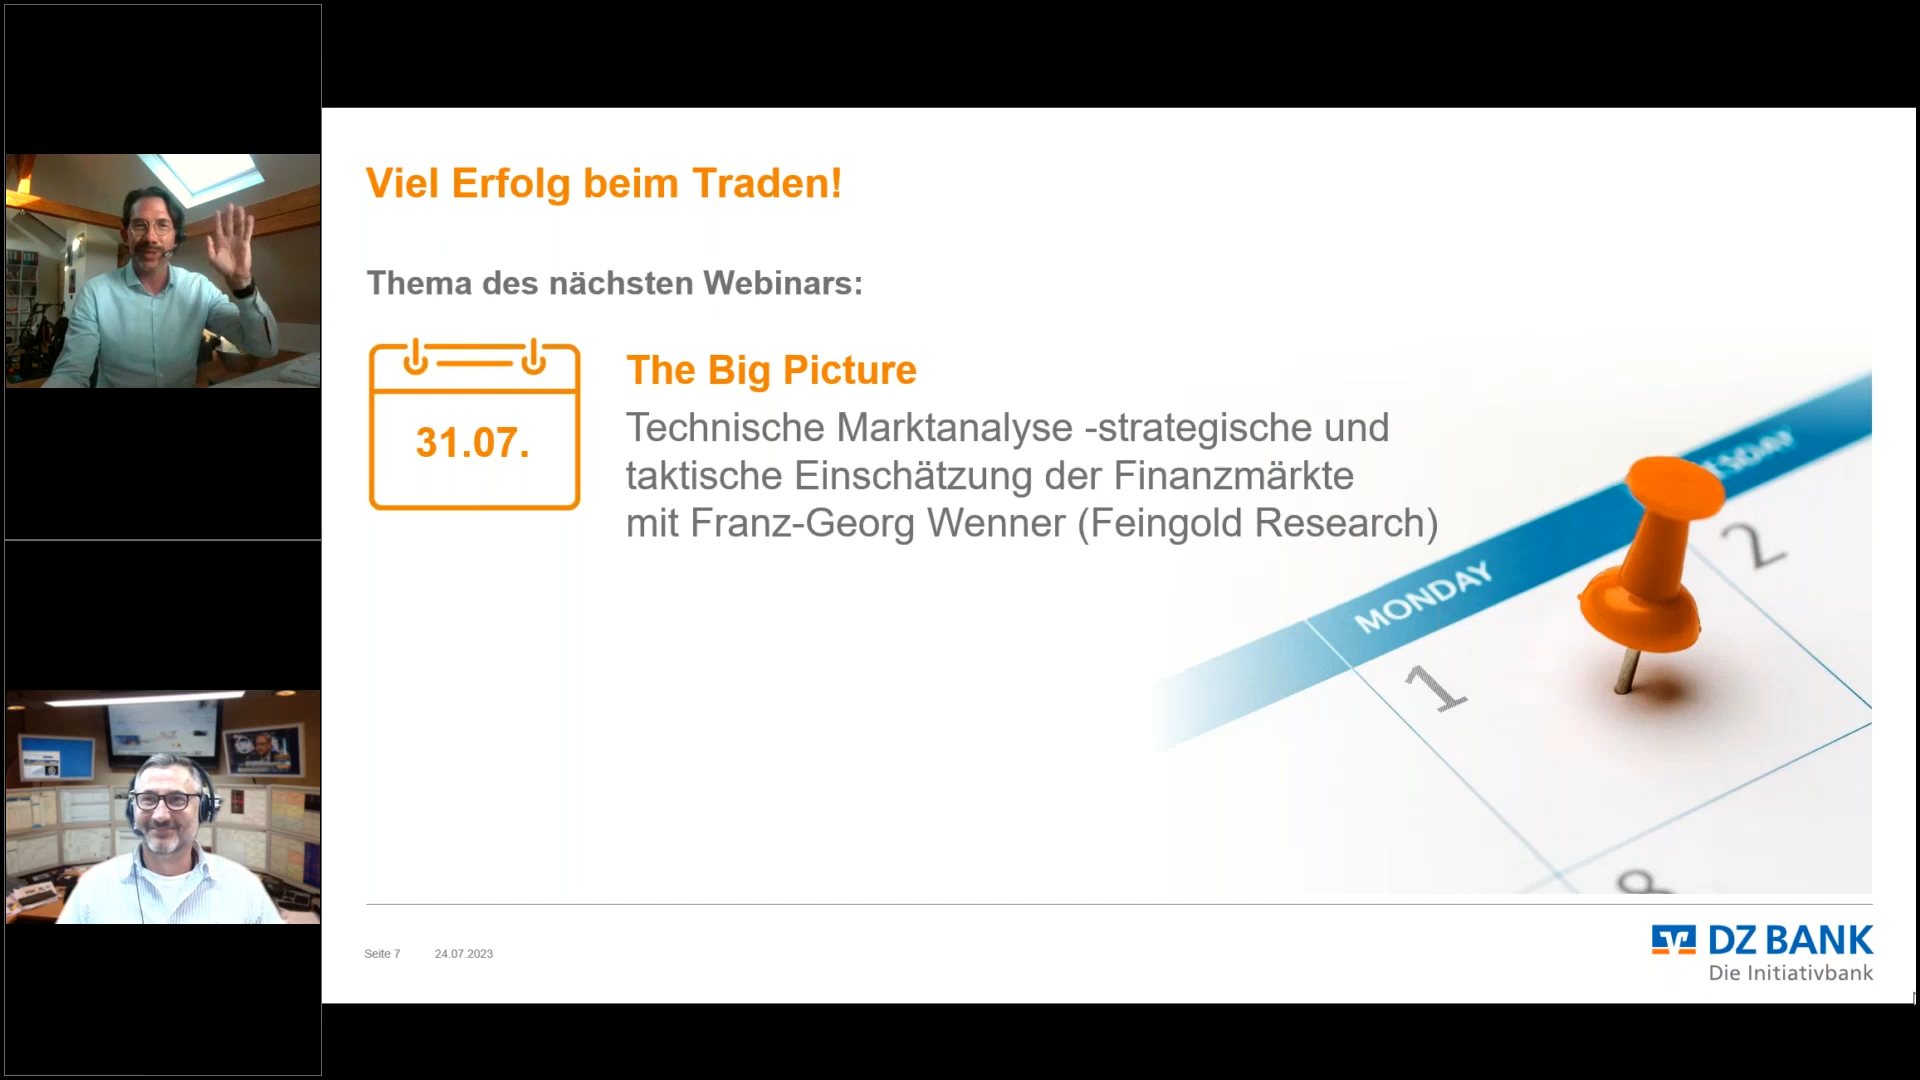 Viel Erfolg beim Traden!
Thema des nächsten Webinars:
31.07.
The Big Picture
Technische Marktanalyse -strategische und
taktische Einschätzung der Finanzmärkte
mit Franz-Georg Wenner (Feingold Research)
MONDAY
1
2
8
Seite 7
24.07.2023
DZ BANK
Die Initiativbank